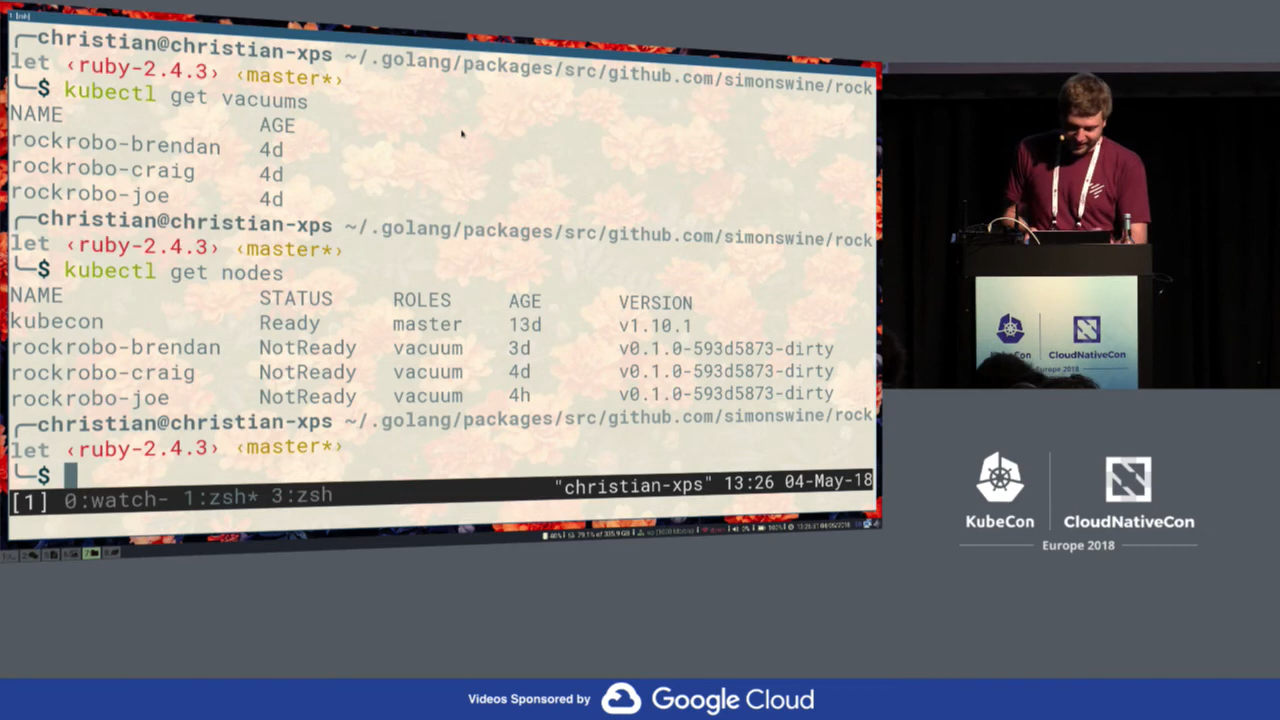 christian@christian-xps ~/.golang/packages/src/github.com/simonswine/rock
let ‹ruby-2.4.3› ‹master*›
$ kubectl get vacuums
NAME AGE
rockrobo-brendan 4d
rockrobo-craig 4d
rockrobo-joe 4d
christian@christian-xps ~/.golang/packages/src/github.com/simonswine/rock
let ‹ruby-2.4.3› ‹master*›
$ kubectl get nodes
NAME STATUS ROLES AGE VERSION
kubecon Ready master 13d v1.10.1
rockrobo-brendan NotReady vacuum 3d v0.1.0-593d5873-dirty
rockrobo-craig NotReady vacuum 4d v0.1.0-593d5873-dirty
rockrobo-joe NotReady vacuum 4h v0.1.0-593d5873-dirty
christian@christian-xps ~/.golang/packages/src/github.com/simonswine/rock
let ‹ruby-2.4.3› ‹master*›
$
[1] 0:watch- 1:zsh* 3:zsh "christian-xps" 13:26 04-May-18
KubeCon CloudNativeCon
Europe 2018
KubeCon CloudNativeCon
Europe 2018
Videos Sponsored by Google Cloud